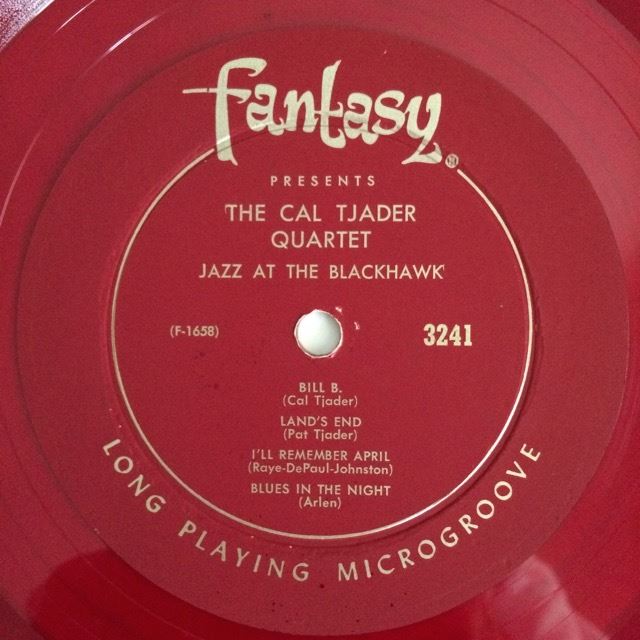 fantasy
PRESENTS
THE CAL TJADER
QUARTET
JAZZ AT THE BLACKHAWK
(F-1658)
3241
BILL B.
(Cal Tjader)
LAND'S END
(Pat Tjader)
I'LL REMEMBER APRIL
(Raye-DePaul-Johnston)
BLUES IN THE NIGHT
(Arlen)
LONG PLAYING MICROGROOVE